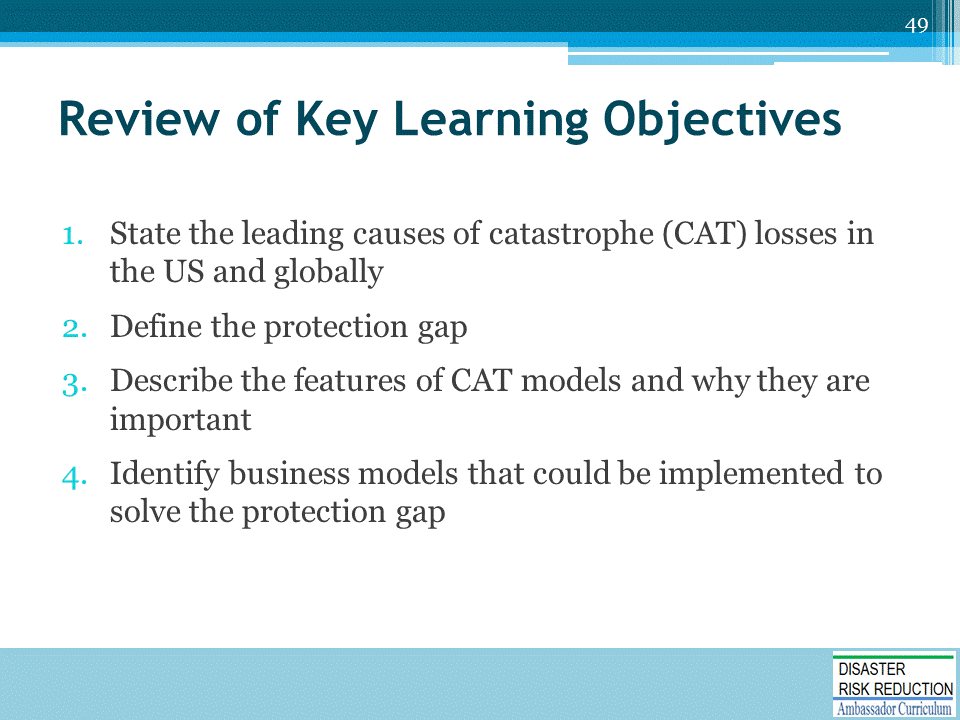 49
Review of Key Learning Objectives
1. State the leading causes of catastrophe (CAT) losses in
the US and globally
2. Define the protection gap
3. Describe the features of CAT models and why they are
important
4. Identify business models that could be implemented to
solve the protection gap
DISASTER
RISK REDUCTION
Ambassador Curriculum